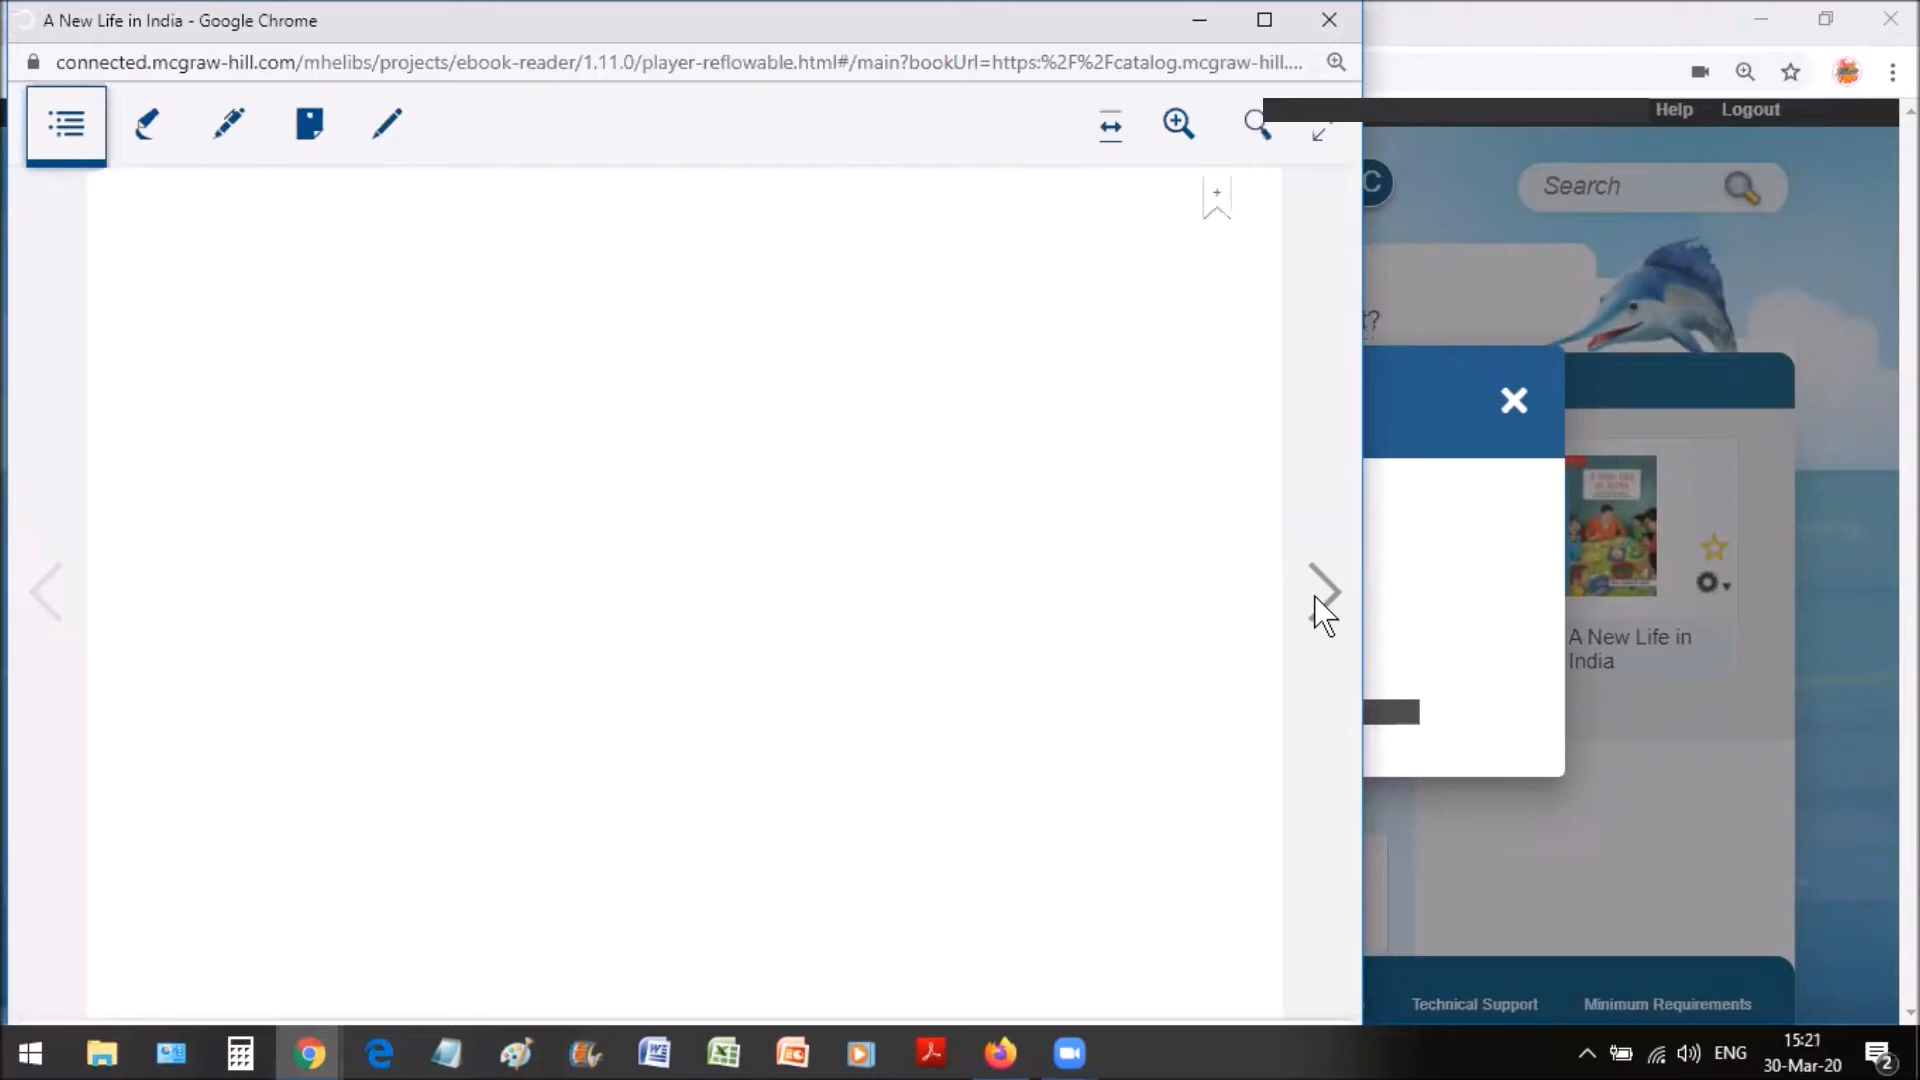 A New Life in India - Google Chrome
connected.mcgraw-hill.com/mhelibs/projects/ebook-reader/1.11.0/player-reflowable.html#/main?bookUrl=https:%2F%2Fcatalog.mcgraw-hill....
Help Logout
C
Search
t?
A New Life in
India
Technical Support Minimum Requirements
ENG
15:21
30-Mar-20
2